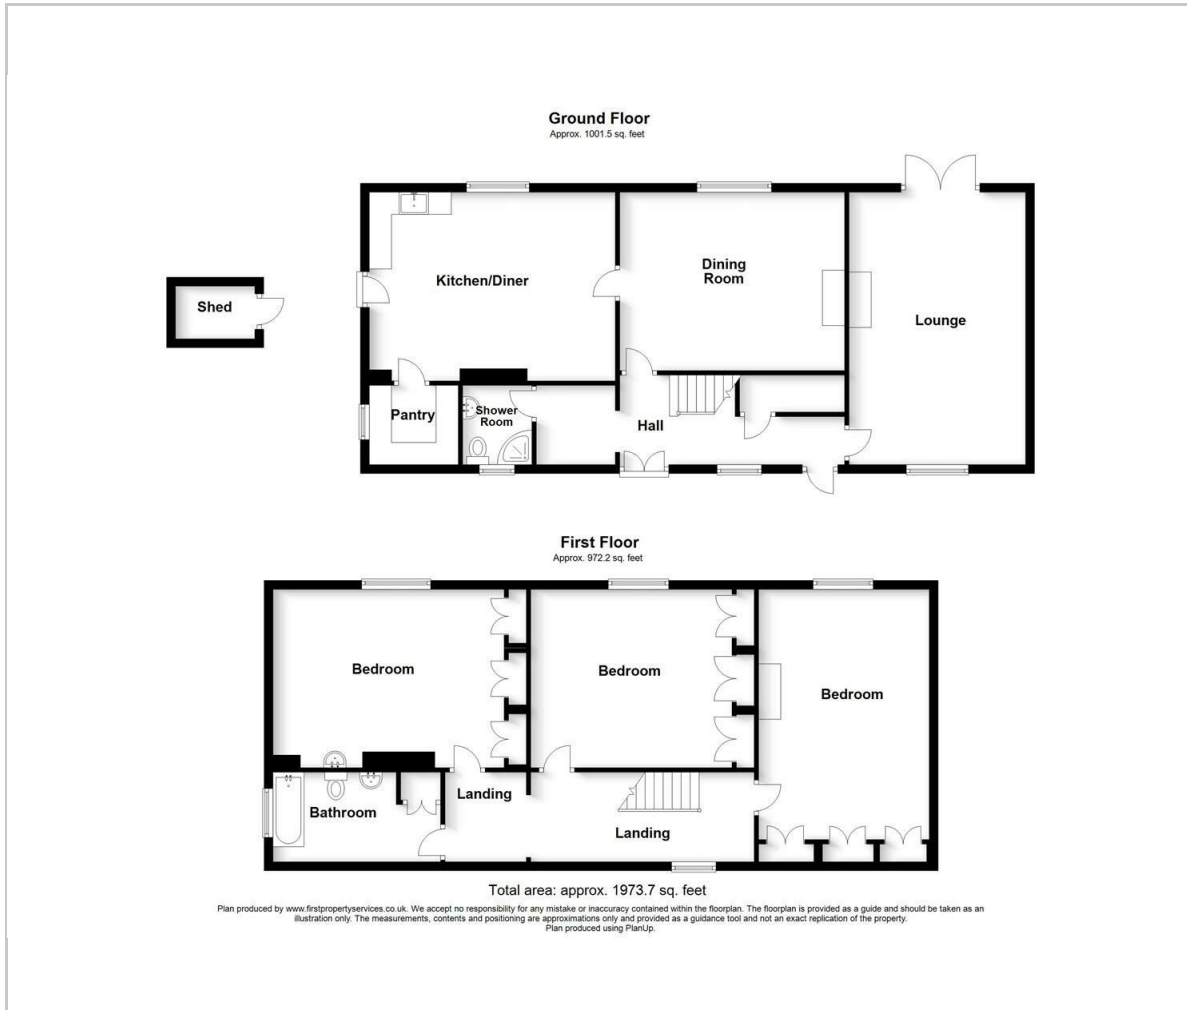 Ground Floor
Approx. 1001.5 sq. feet
Shed
Kitchen/Diner
Dining
Room
Lounge
Pantry
Shower
Room
Hall
First Floor
Approx. 972.2 sq. feet
Bedroom
Bedroom
Bedroom
Bathroom
Landing
Landing
Total area: approx. 1973.7 sq. feet
Plan produced by www.firstpropertyservices.co.uk. We accept no responsibility for any mistake or inaccuracy contained within the floorplan. The floorplan is provided as a guide and should be taken as an
illustration only. The measurements, contents and positioning are approximations only and provided as a guidance tool and not an exact replication of the property.
Plan produced using PlanUp.